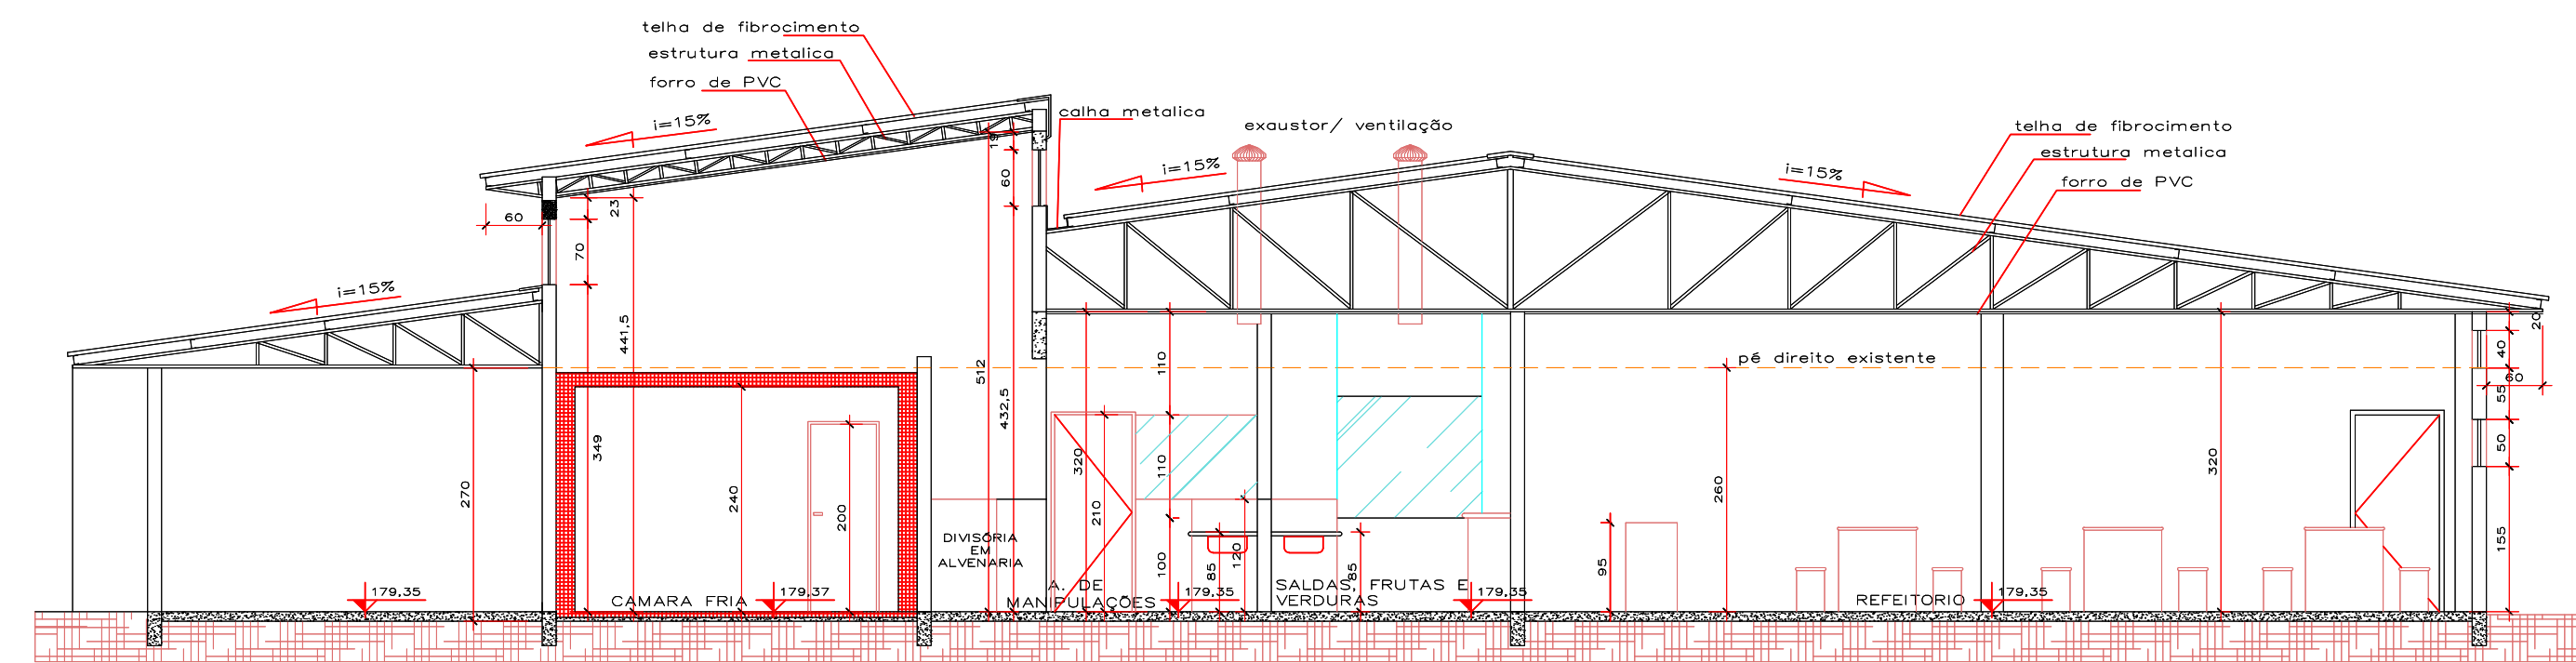 telha de fibrocimento
estrutura metalica
forro de PVC
i=15%
calha metalica
exaustor/ ventilação
i=15%
i=15%
telha de fibrocimento
estrutura metalica
forro de PVC
i=15%
60
23
70
441,5
349
19
60
512
432,5
270
240
200
320
210
110
110
100
85
120
85
pé direito existente
260
95
320
20
40
60
55
50
155
DIVISÓRIA
EM
ALVENARIA
179,35
CAMARA FRIA
179,37
A. DE
MANIPULAÇÕES
179,35
SALDAS, FRUTAS E
VERDURAS
179,35
REFEITORIO
179,35